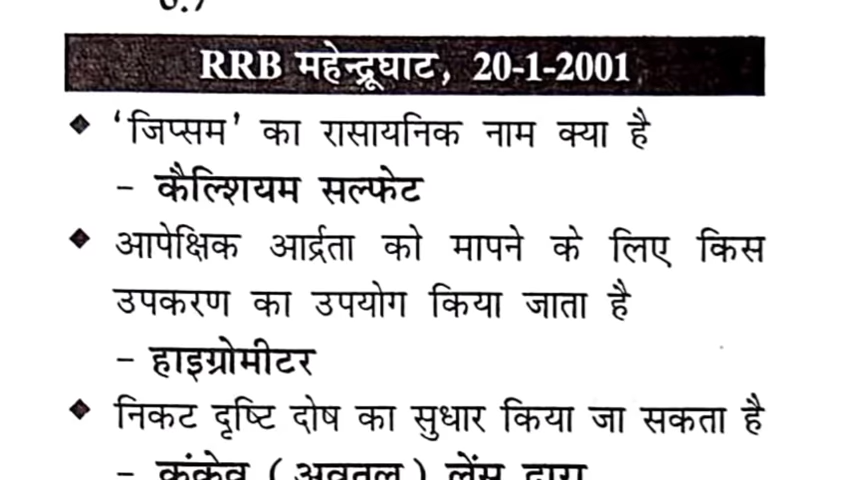 RRB महेन्द्रूघाट, 20-1-2001
◆ ‘जिप्सम’ का रासायनिक नाम क्या है
– कैल्शियम सल्फेट
◆ आपेक्षिक आर्द्रता को मापने के लिए किस
उपकरण का उपयोग किया जाता है
– हाइग्रोमीटर
◆ निकट दृष्टि दोष का सुधार किया जा सकता है
– कंकेव (अवतल) लेंस द्वारा